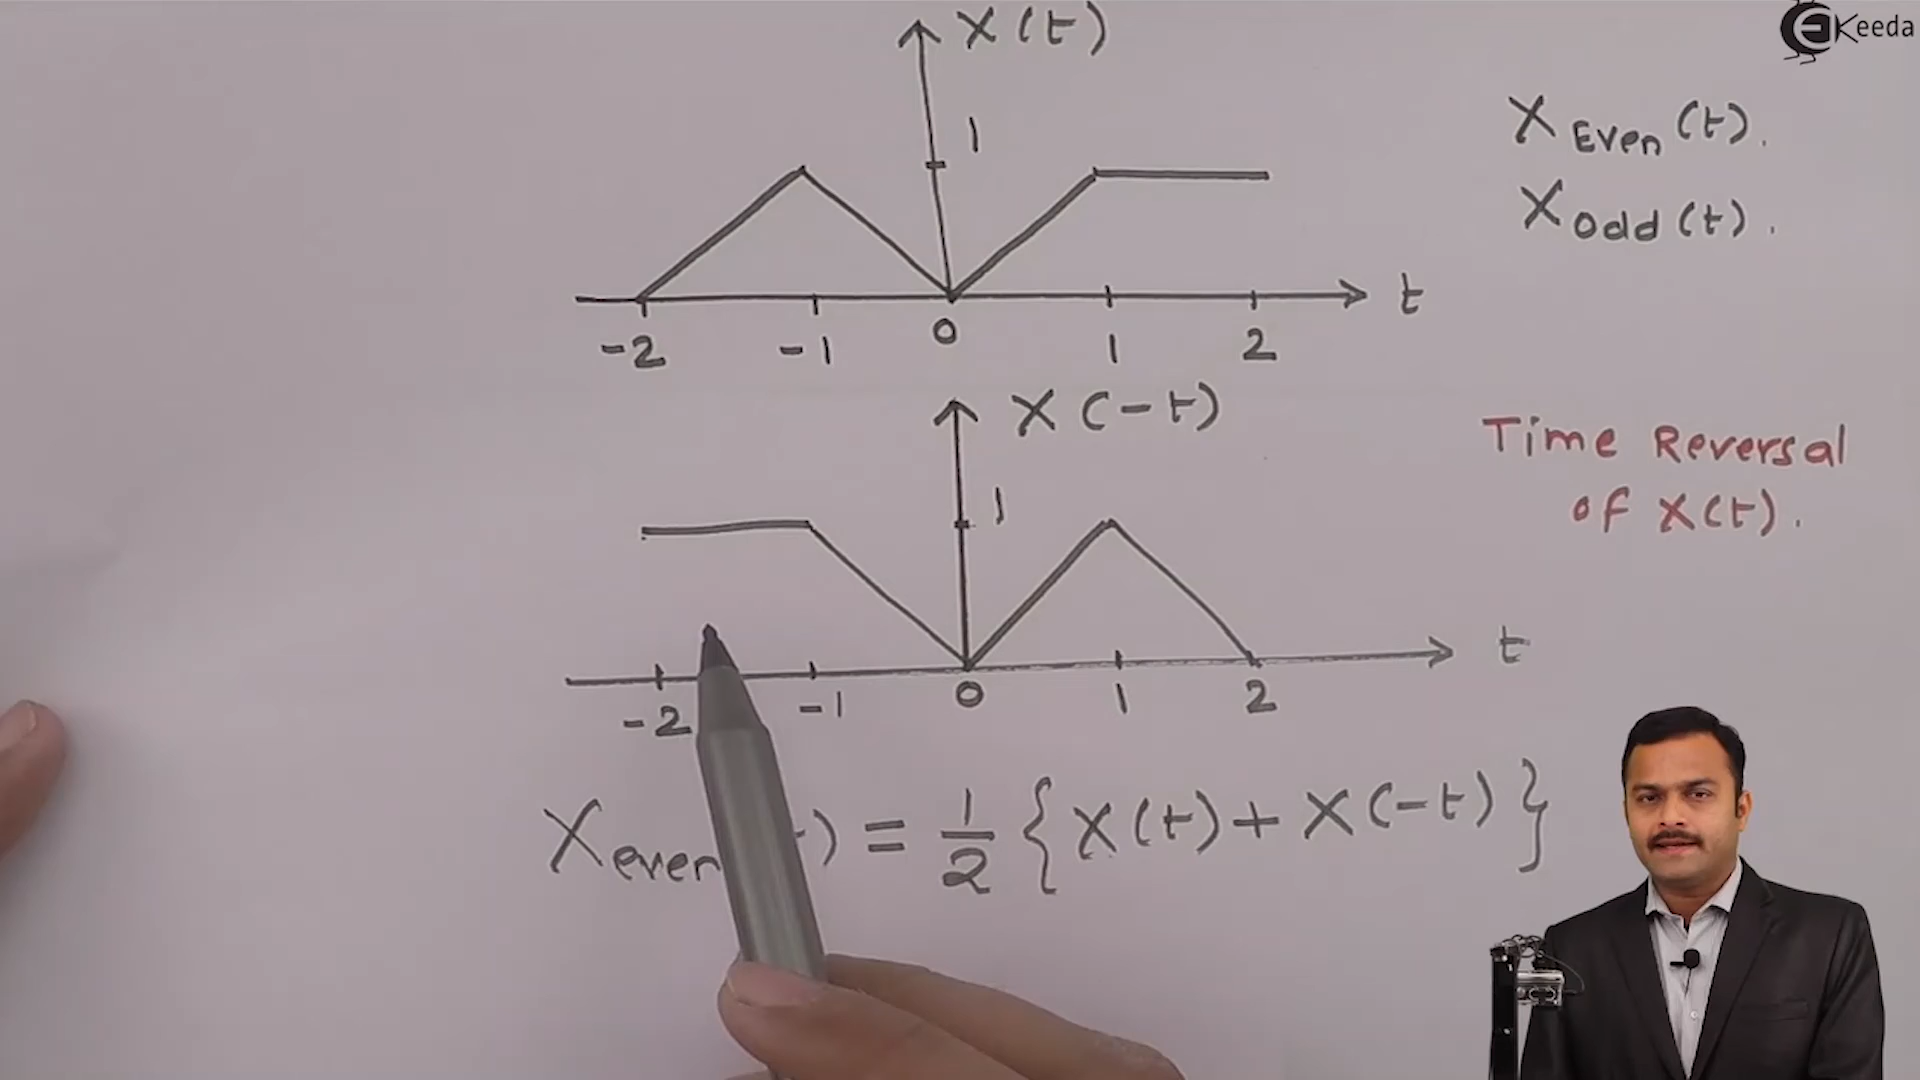 X(t)
Keeda
1
X Even (t).
X Odd (t).
t
-2 -1 0 1 2
X(-t)
Time Reversal
of X(t).
1
t
-2 -1 0 1 2
Xeven ) = 1/2 { X(t) + X(-t) }